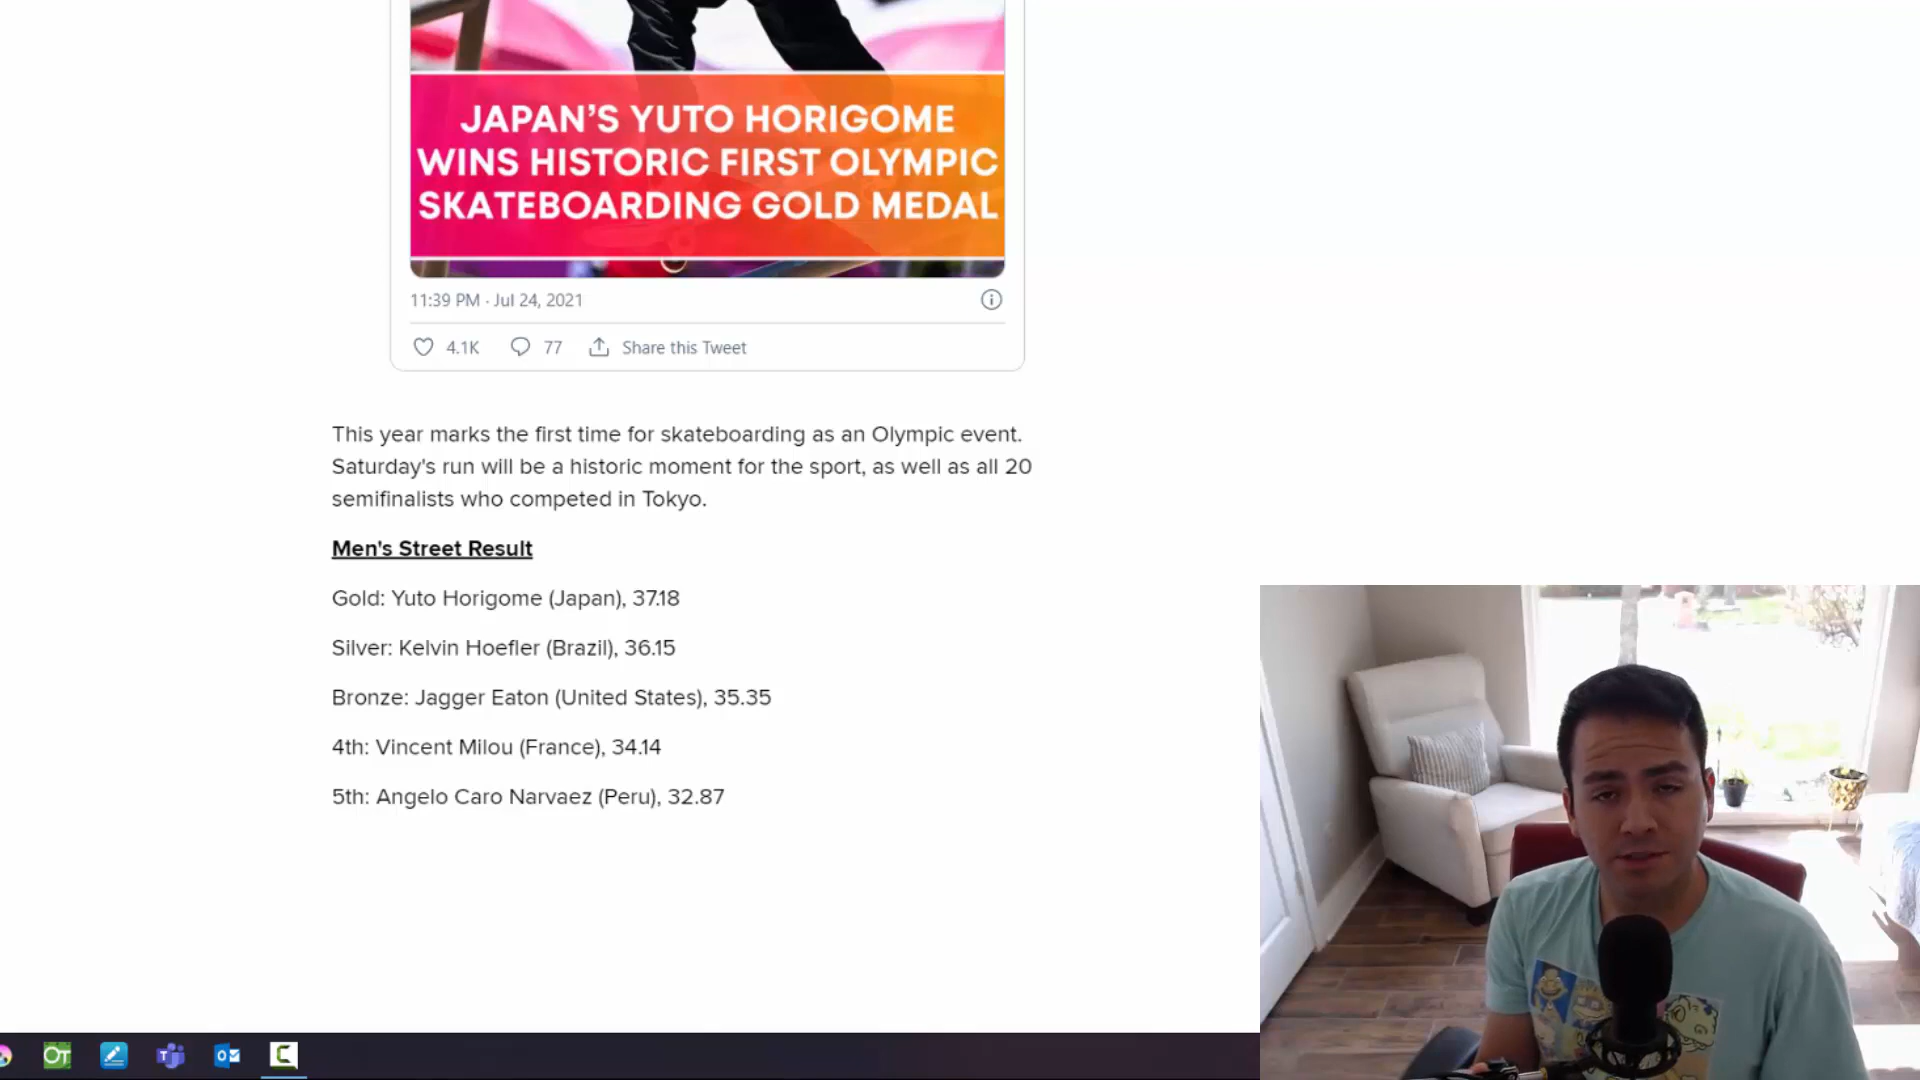 JAPAN’S YUTO HORIGOME
WINS HISTORIC FIRST OLYMPIC
SKATEBOARDING GOLD MEDAL
11:39 PM · Jul 24, 2021
4.1K 77 Share this Tweet
This year marks the first time for skateboarding as an Olympic event.
Saturday's run will be a historic moment for the sport, as well as all 20
semifinalists who competed in Tokyo.
Men's Street Result
Gold: Yuto Horigome (Japan), 37.18
Silver: Kelvin Hoefler (Brazil), 36.15
Bronze: Jagger Eaton (United States), 35.35
4th: Vincent Milou (France), 34.14
5th: Angelo Caro Narvaez (Peru), 32.87
OT